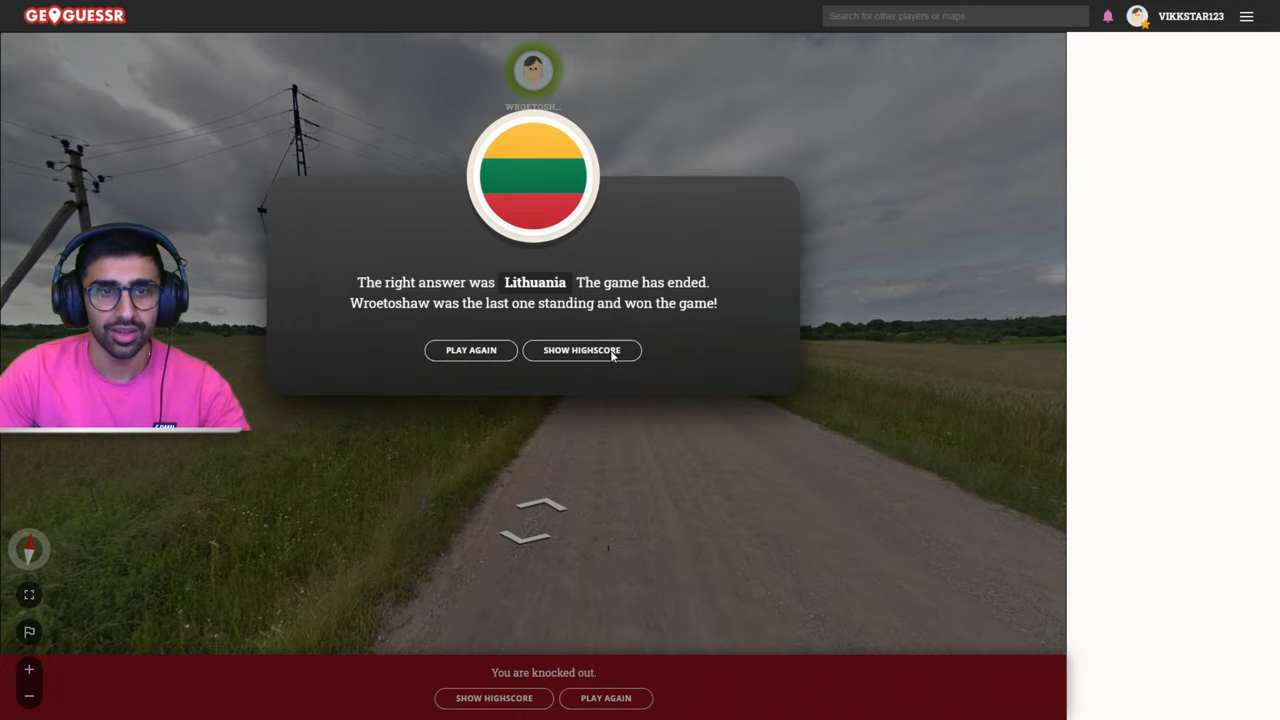 GEOGUESSR
Search for other players or maps
VIKKSTAR123
WROETOSH...
The right answer was Lithuania The game has ended.
Wroetoshaw was the last one standing and won the game!
PLAY AGAIN
SHOW HIGHSCORE
You are knocked out.
SHOW HIGHSCORE
PLAY AGAIN